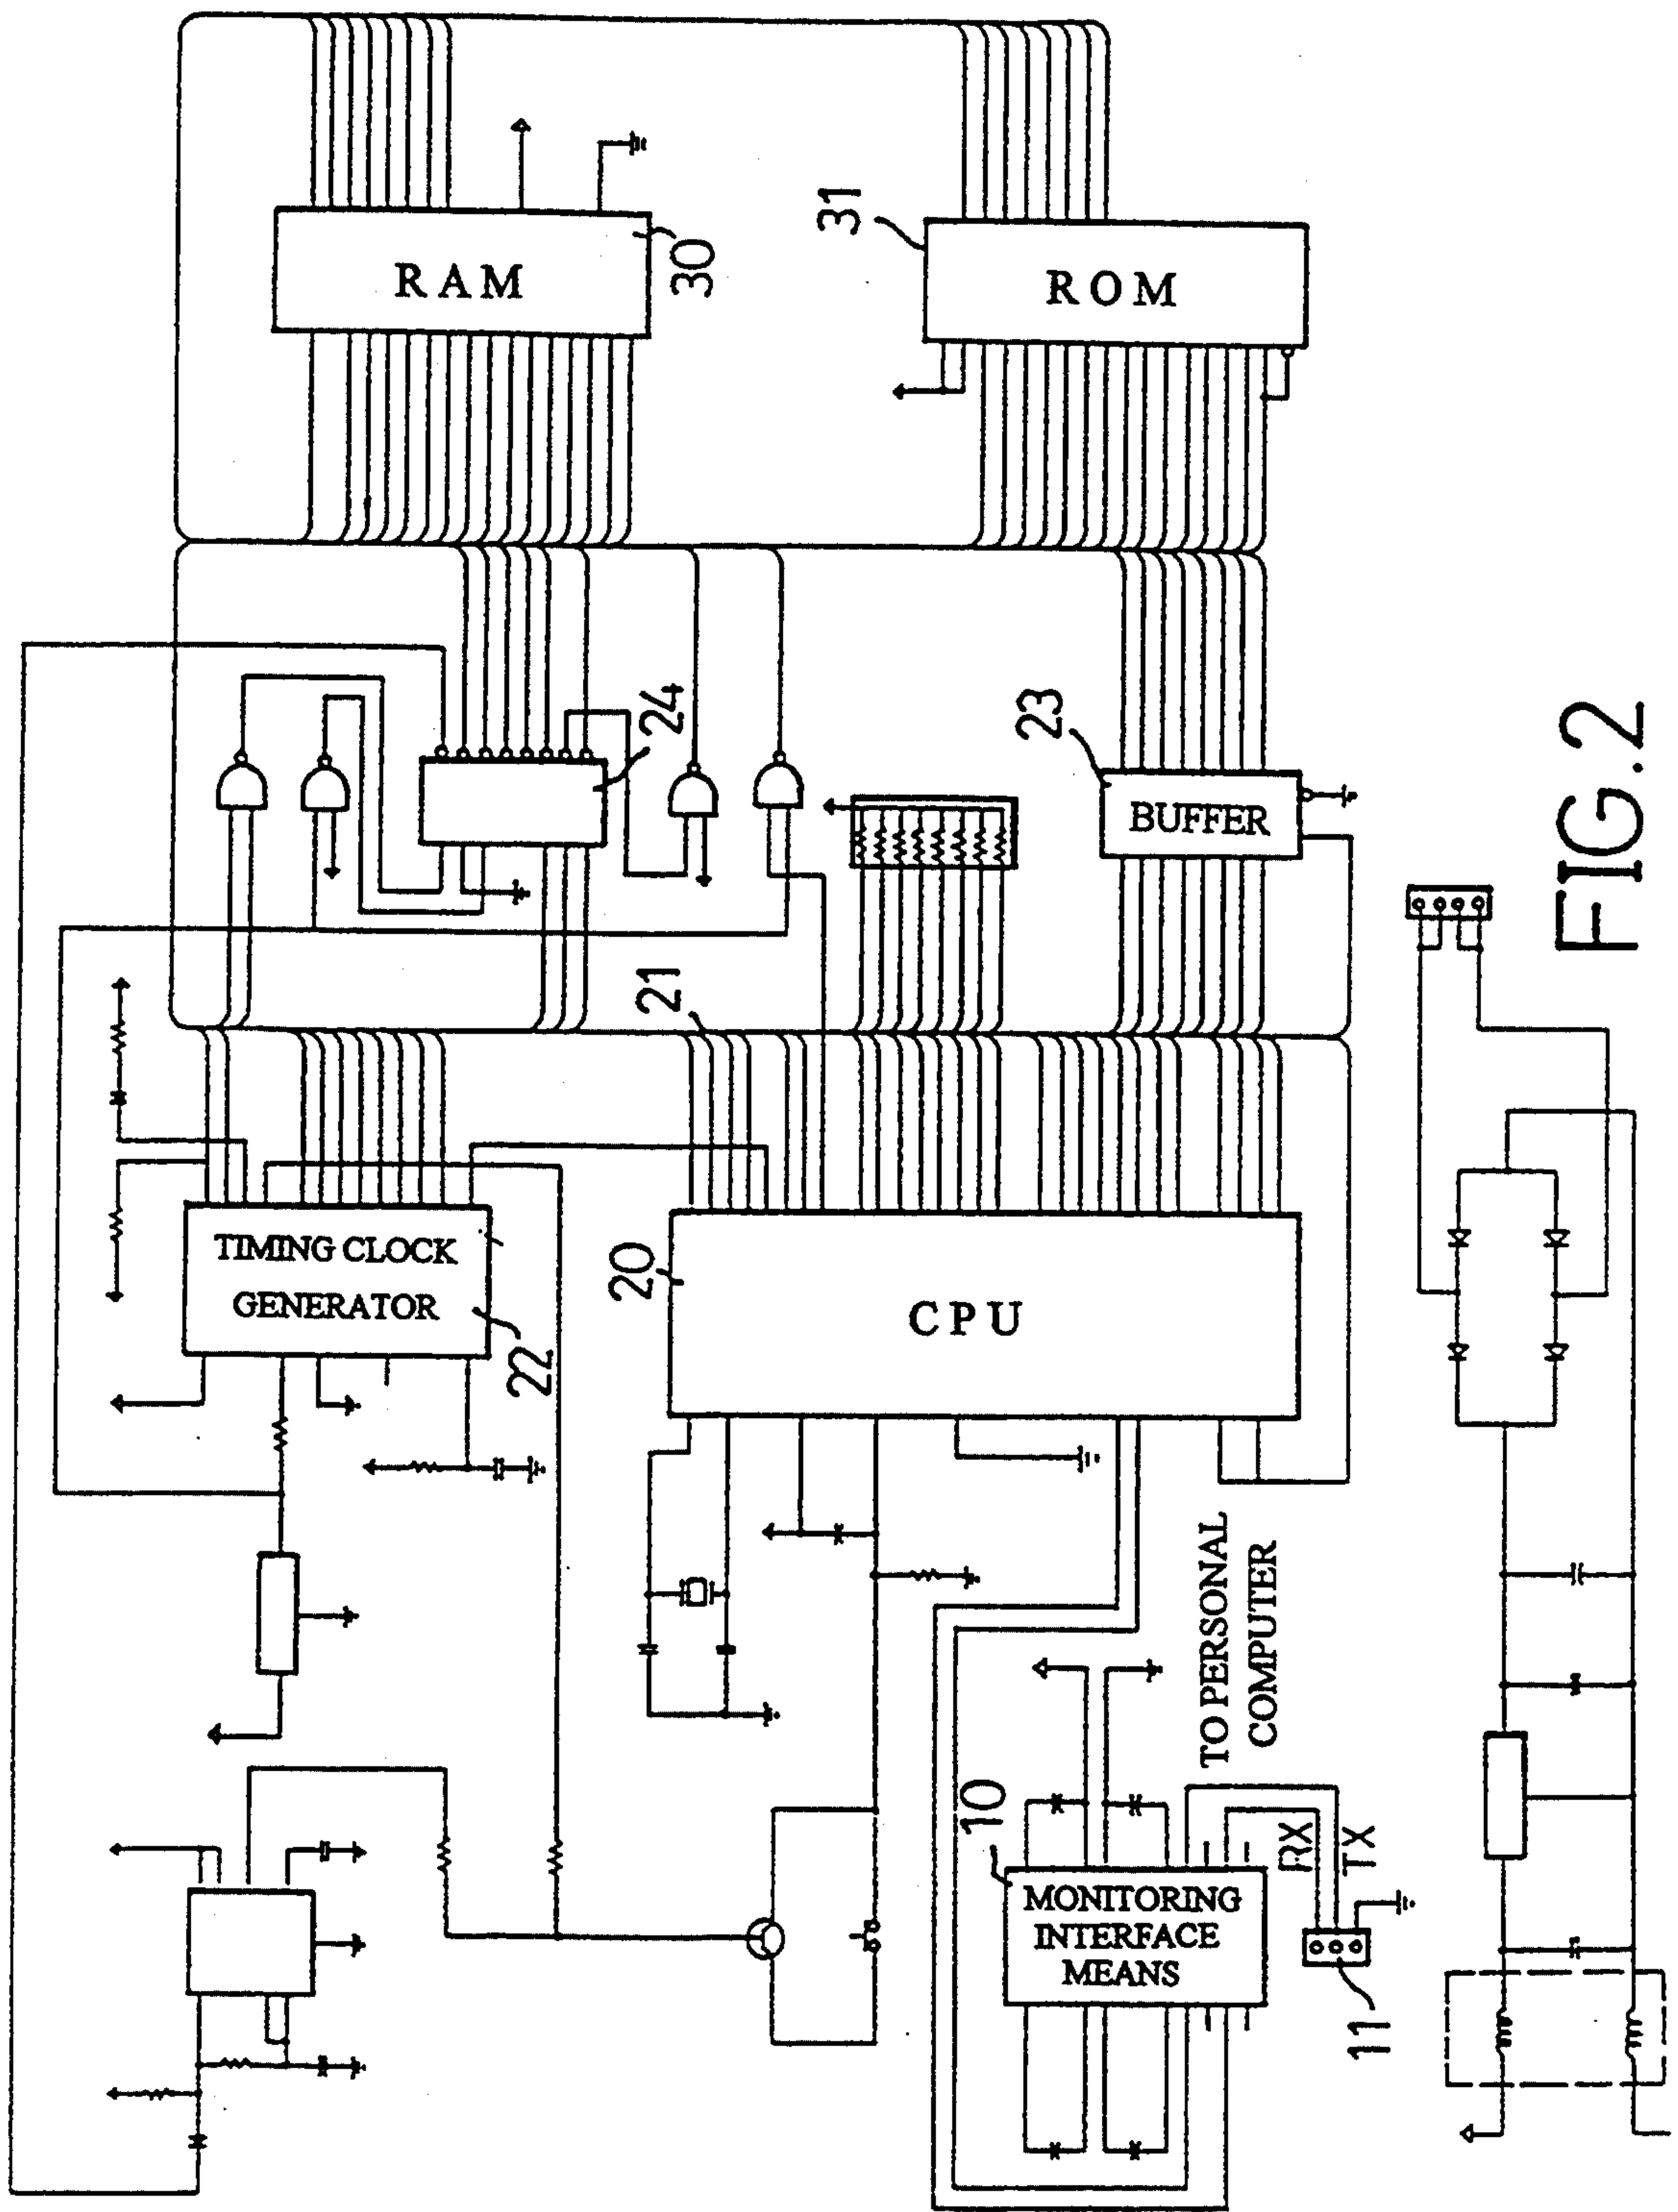 RAM
30
31
ROM
24
23
BUFFER
21
TIMING CLOCK
GENERATOR
22
20
CPU
TO PERSONAL
COMPUTER
10
MONITORING
INTERFACE
MEANS
RX
TX
11
FIG.2